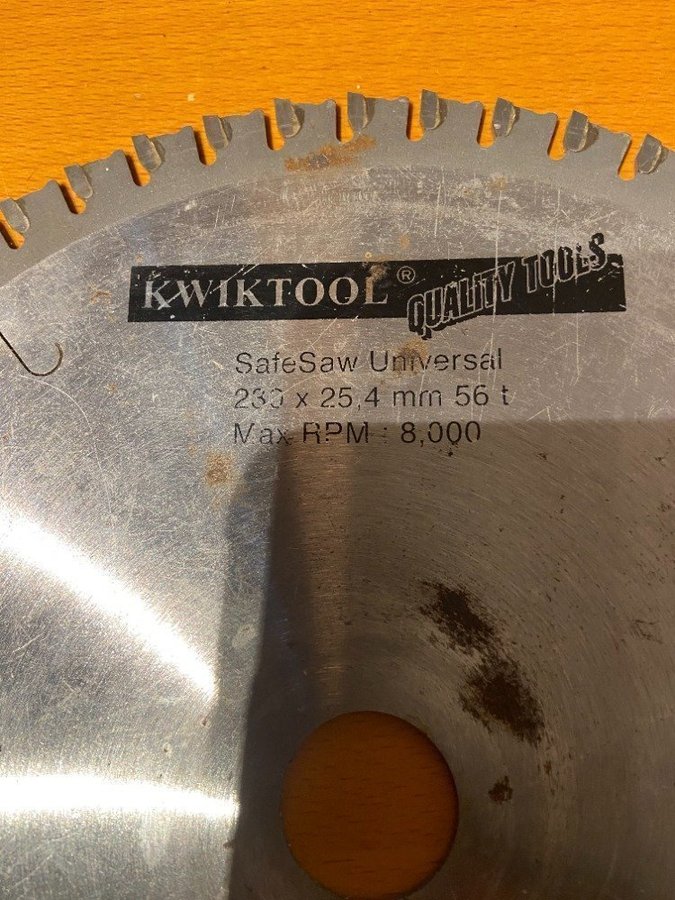 KWIKTOOL® QUALITY TOOLS
SafeSaw Universal
230 x 25,4 mm 56 t
Max RPM : 8,000